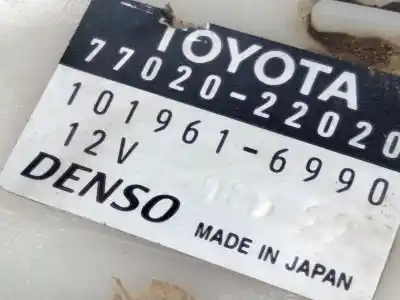 TOYOTA
77020-22020
101961-6990
12V
DENSO
MADE IN JAPAN